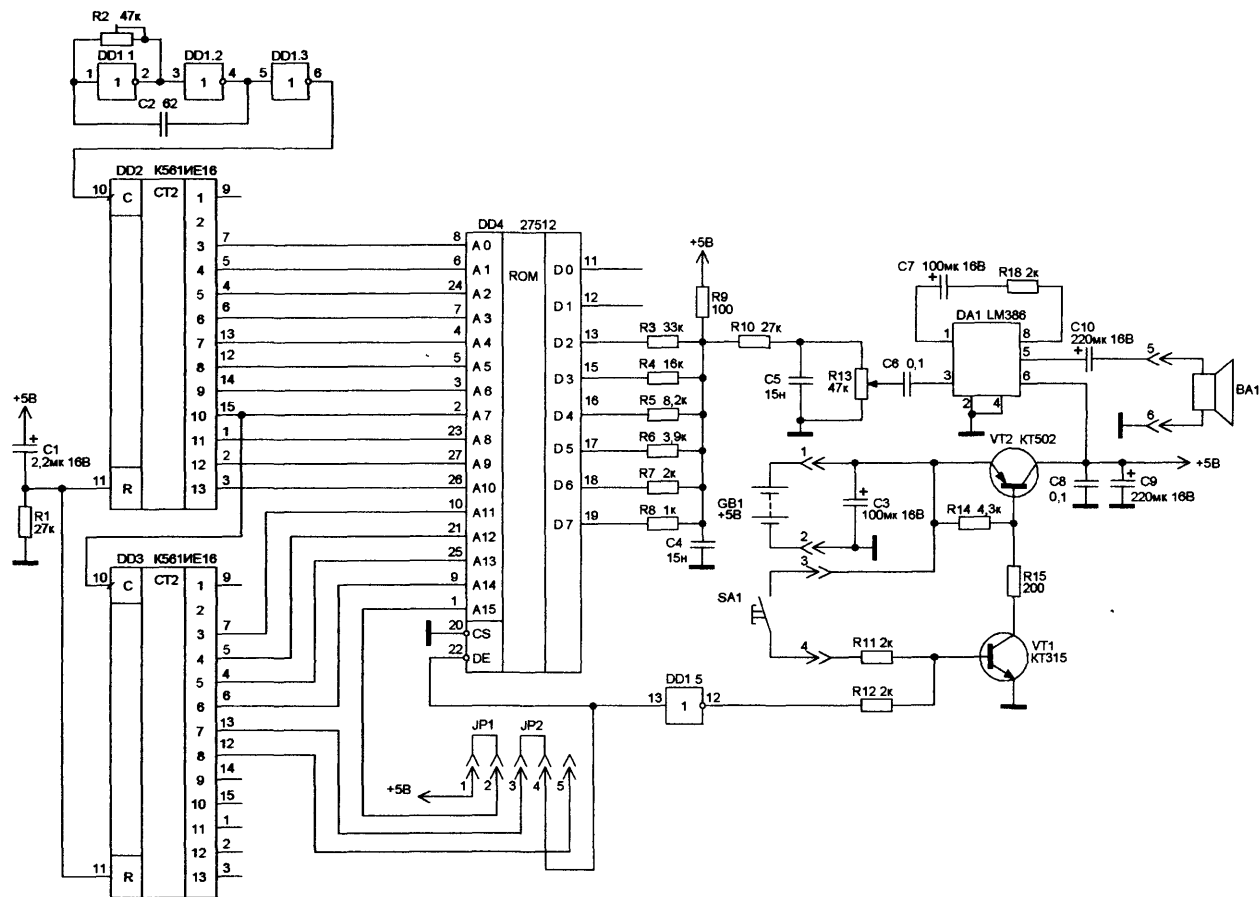 R2 47к
DD1 1
DD1.2
DD1.3
1 1 2 3 1 4 5 1 6
C2 62
DD2 К561ИЕ16
10 C CT2 1 9
2
3 7
4 5
5 4
6 6
7 13
8 12
9 14
10 15
11 1
12 2
11 R 13 3
+5В
C1
2,2мк 16В
R1
27к
DD3 К561ИЕ16
10 C CT2 1 9
2
3 7
4 5
5 4
6 6
7 13
8 12
9 14
10 15
11 1
12 2
11 R 13 3
DD4 27512
ROM
8 A0
6 A1
24 A2
7 A3
4 A4
5 A5
3 A6
2 A7
23 A8
27 A9
26 A10
10 A11
21 A12
25 A13
9 A14
1 A15
20 CS
22 DE
D0 11
D1 12
D2 13
D3 15
D4 16
D5 17
D6 18
D7 19
R3 33к
R4 16к
R5 8,2к
R6 3,9к
R7 2к
R8 1к
C4
15н
+5В
R9
100
R10 27к
C5
15н
R13
47к
C6 0,1
C7 100мк 16В
R18 2к
DA1 LM386
1 8
5
3 6
2 4
C10
220мк 16В
5
6
BA1
VT2 КТ502
+5В
C8
0,1
C9
220мк 16В
1
GB1
+5В
2
C3
100мк 16В
R14 4,3к
R15
200
3
SA1
4
R11 2к
R12 2к
VT1
КТ315
DD1 5
13 1 12
JP1 JP2
1 2 3 4 5
+5В